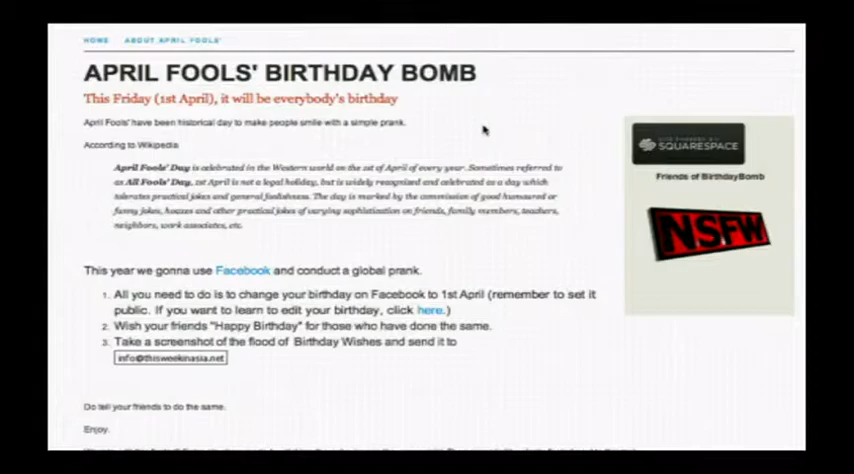 HOME ABOUT APRIL FOOLS'
APRIL FOOLS' BIRTHDAY BOMB
This Friday (1st April), it will be everybody's birthday
April Fools' have been historical day to make people smile with a simple prank.
According to Wikipedia
April Fools' Day is celebrated in the Western world on the 1st of April of every year. Sometimes referred to
as All Fools' Day, 1st April is not a legal holiday, but is widely recognized and celebrated as a day which
tolerates practical jokes and general foolishness. The day is marked by the commission of good humoured or
funny jokes, hoaxes and other practical jokes of varying sophistication on friends, family members, teachers,
neighbors, work associates, etc.
This year we gonna use Facebook and conduct a global prank.
1. All you need to do is to change your birthday on Facebook to 1st April (remember to set it
public. If you want to learn to edit your birthday, click here.)
2. Wish your friends "Happy Birthday" for those who have done the same.
3. Take a screenshot of the flood of Birthday Wishes and send it to
info@thisweekinasia.net
Do tell your friends to do the same.
Enjoy.
SQUARESPACE
Friends of BirthdayBomb
NSFW